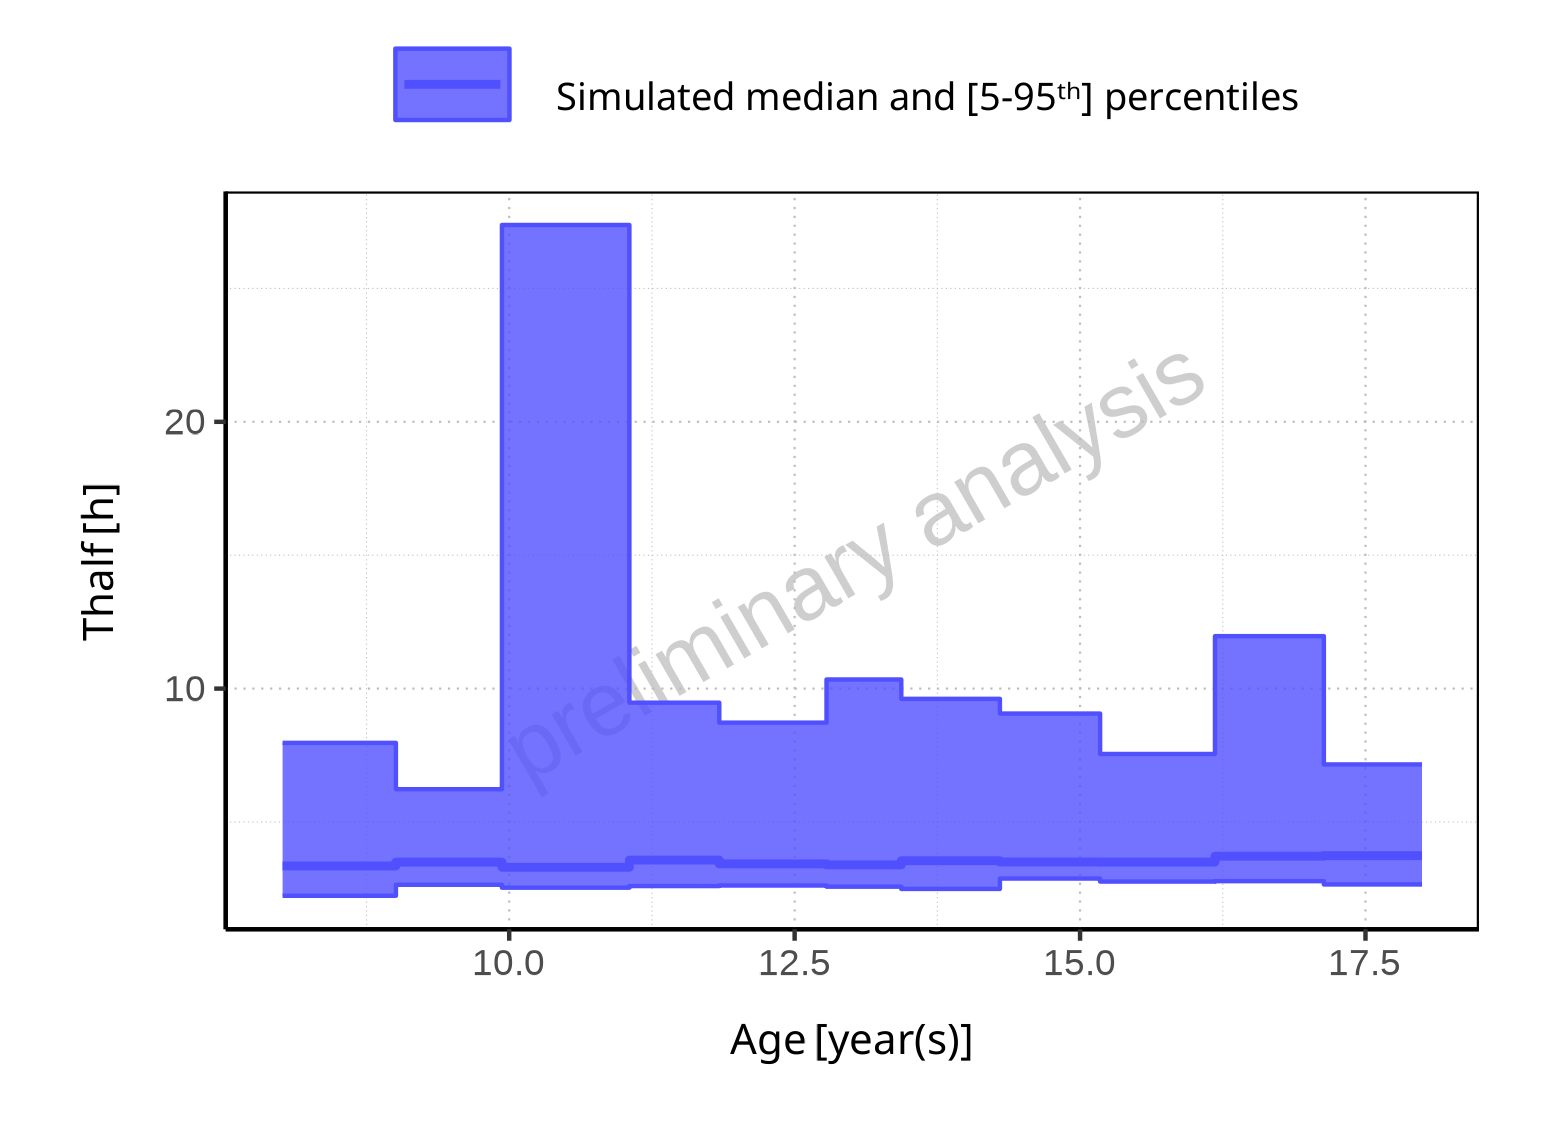 Simulated median and [5-95ᵗʰ] percentiles
20
10
Thalf [h]
preliminary analysis
10.0 12.5 15.0 17.5
Age [year(s)]